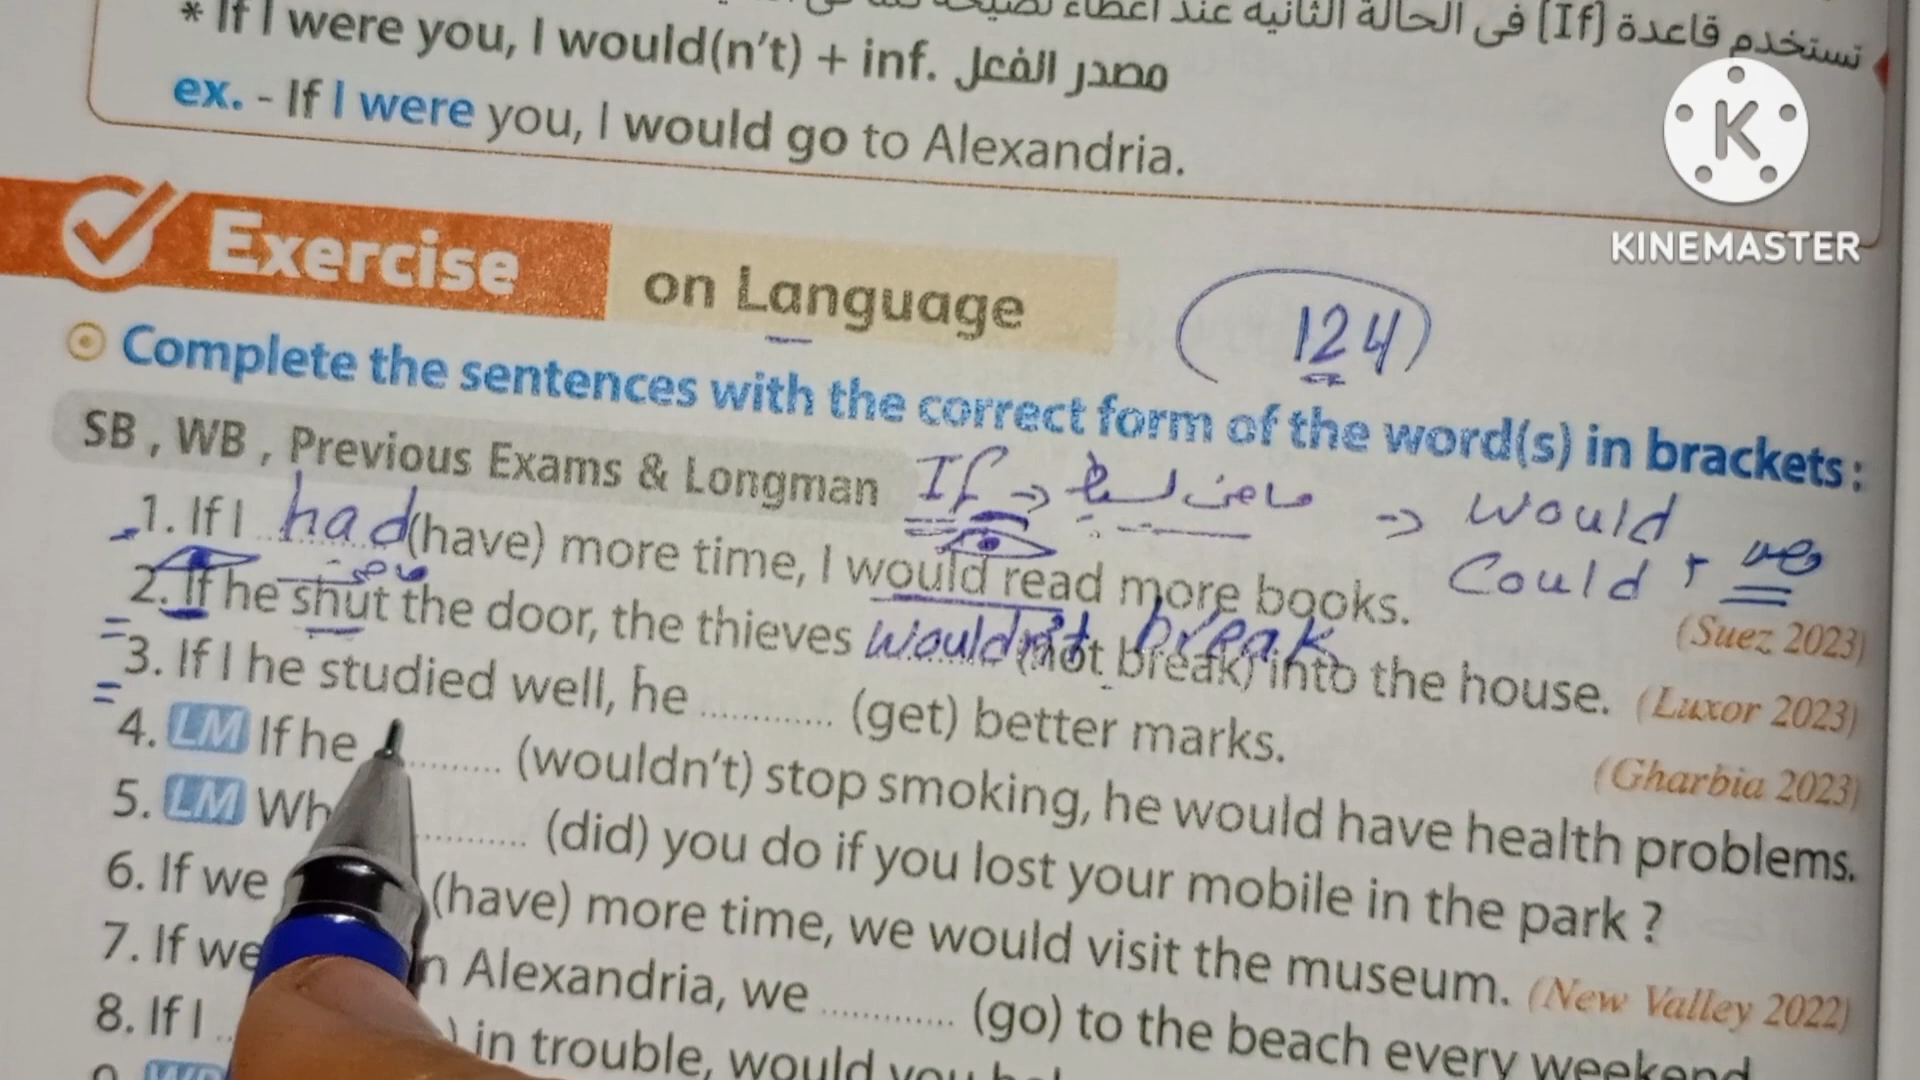 تستخدم قاعدة [If] فى الحالة الثانية عند اعطاء نصيحة
* If I were you, I would(n't) + inf. مصدر الفعل
ex. - If I were you, I would go to Alexandria.
KINEMASTER
Exercise on Language
124
Complete the sentences with the correct form of the word(s) in brackets:
SB , WB , Previous Exams & Longman
If → ماضى بسيط → would
Could +
1. If I had (have) more time, I would read more books. (Suez 2023)
2. If he shut the door, the thieves wouldn't break (not break) into the house. (Luxor 2023)
3. If I he studied well, he ............ (get) better marks. (Gharbia 2023)
4. LM If he ......... (wouldn't) stop smoking, he would have health problems.
5. LM Wh .......... (did) you do if you lost your mobile in the park ?
6. If we (have) more time, we would visit the museum. (New Valley 2022)
7. If we n Alexandria, we ............ (go) to the beach every weekend
8. If I .. ) in trouble, would you